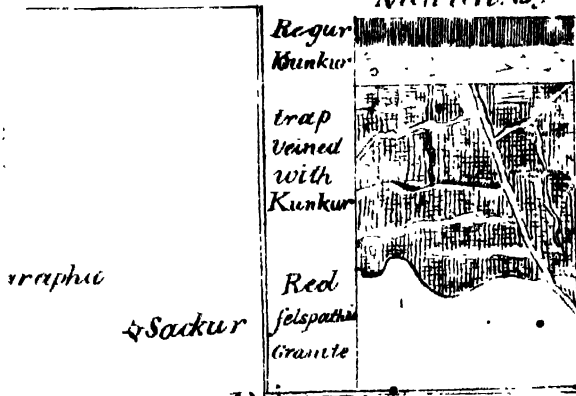 Regur
Kunkur
trap
veined
with
Kunkur
Red
felspathic
Granite
Sackur